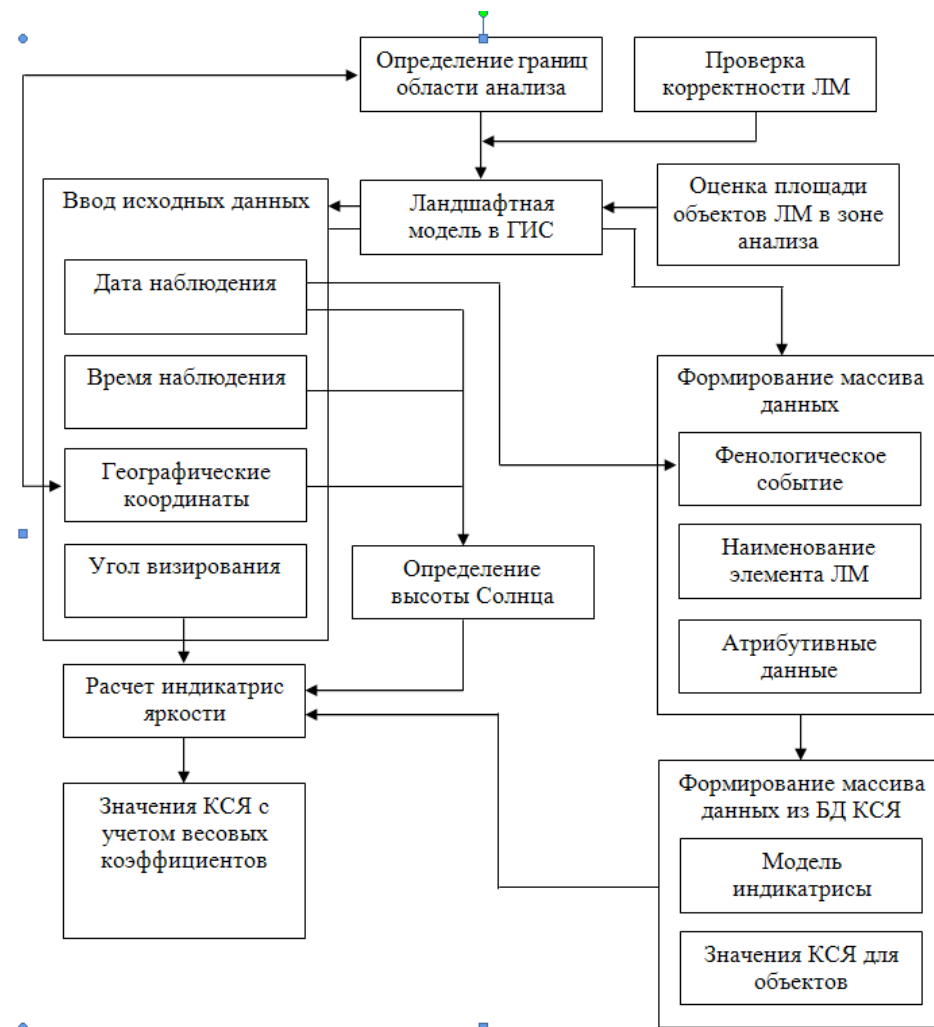 Определение границ
области анализа
Проверка
корректности ЛМ
Ввод исходных данных
Ландшафтная
модель в ГИС
Оценка площади
объектов ЛМ в зоне
анализа
Дата наблюдения
Время наблюдения
Географические
координаты
Угол визирования
Определение
высоты Солнца
Формирование массива
данных
Фенологическое
событие
Наименование
элемента ЛМ
Атрибутивные
данные
Расчет индикатрис
яркости
Значения КСЯ с
учетом весовых
коэффициентов
Формирование массива
данных из БД КСЯ
Модель
индикатрисы
Значения КСЯ для
объектов